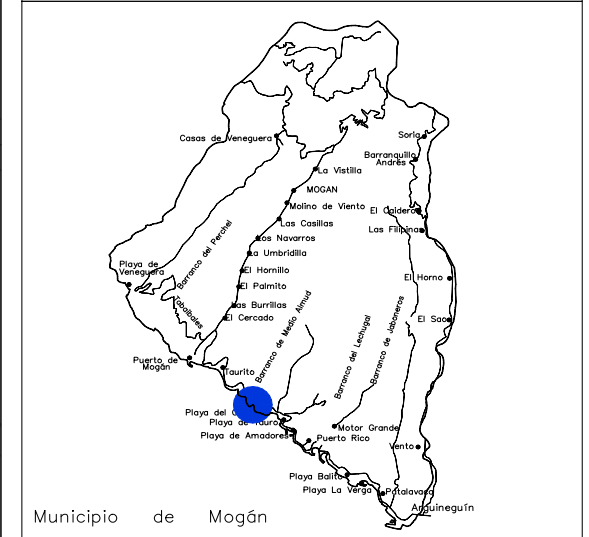 Soria
Casas de Veneguera
Barranquillo
Andrés
La Vistilla
MOGAN
Molino de Viento
El Caidero
Las Casillas
Las Filipinas
Los Navarros
La Umbridilla
Barranco del Perchel
Playa de
Veneguera
El Hornillo
El Horno
El Palmito
Tabaibales
Las Burrillas
El Cercado
El Sao
Barranco de Medio Almud
Barranco del Lechugal
Barranco de Jaboneros
Puerto de
Mogán
Taurito
Playa del
Playa de Tauro
Playa de Amadores
Motor Grande
Puerto Rico
Vento
Playa Balito
Playa La Verga
Patalavaca
Arguineguín
Municipio de Mogán